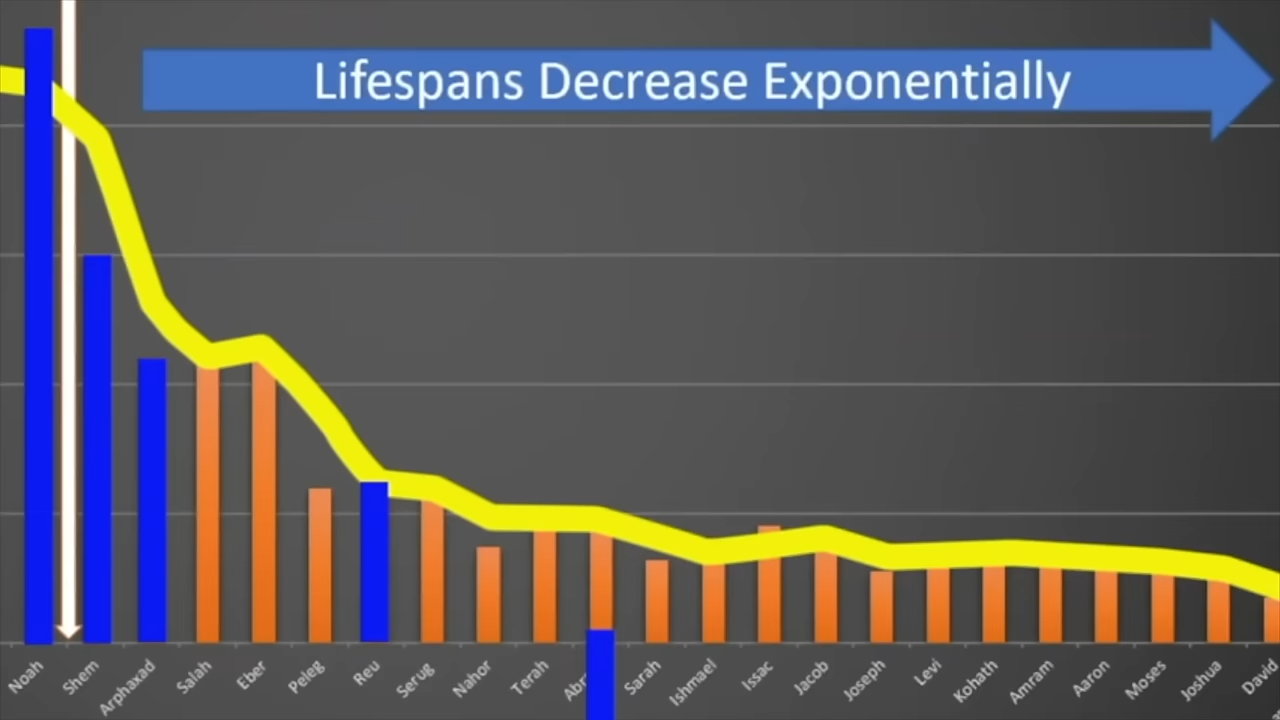 Lifespans Decrease Exponentially
Noah
Shem
Arphaxad
Salah
Eber
Peleg
Reu
Serug
Nahor
Terah
Sarah
Ishmael
Issac
Jacob
Joseph
Levi
Kohath
Amram
Aaron
Moses
Joshua
David